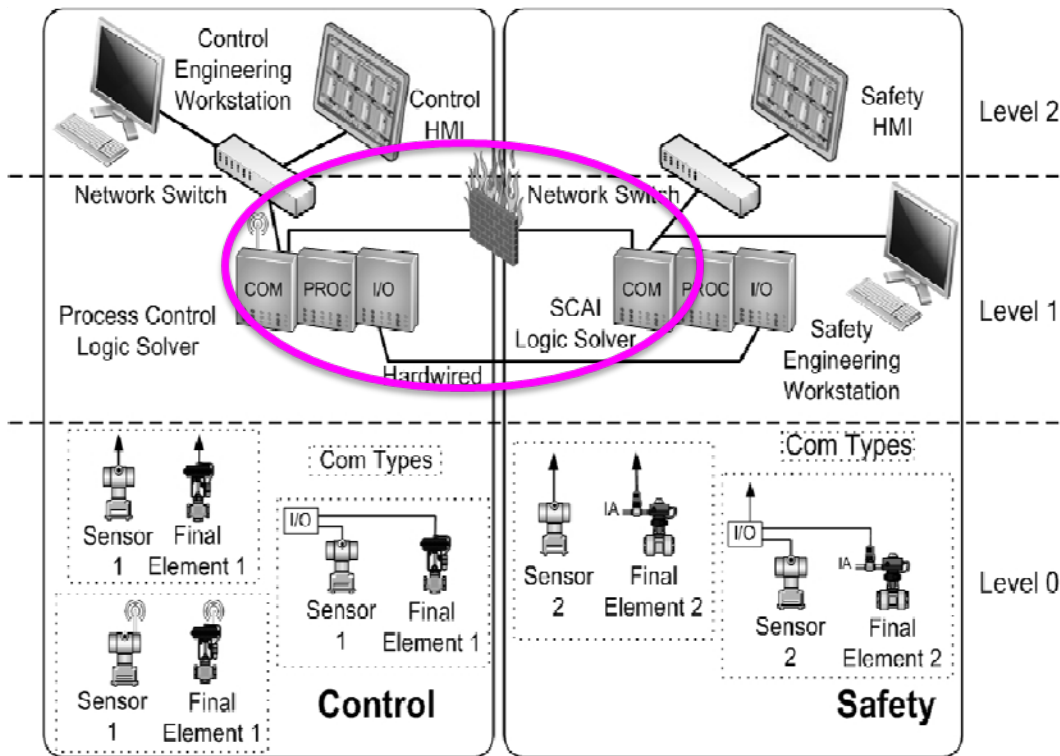 Control
Engineering
Workstation
Control
HMI
Safety
HMI
Level 2
Network Switch
Network Switch
COM
PROC
I/O
COM
PROC
I/O
Process Control
Logic Solver
SCAI
Logic Solver
Hardwired
Safety
Engineering
Workstation
Level 1
Com Types
Sensor
1
Final
Element 1
I/O
Sensor
1
Final
Element 1
Sensor
1
Final
Element 1
Control
Com Types
IA
Sensor
2
Final
Element 2
I/O
IA
Sensor
2
Final
Element 2
Safety
Level 0